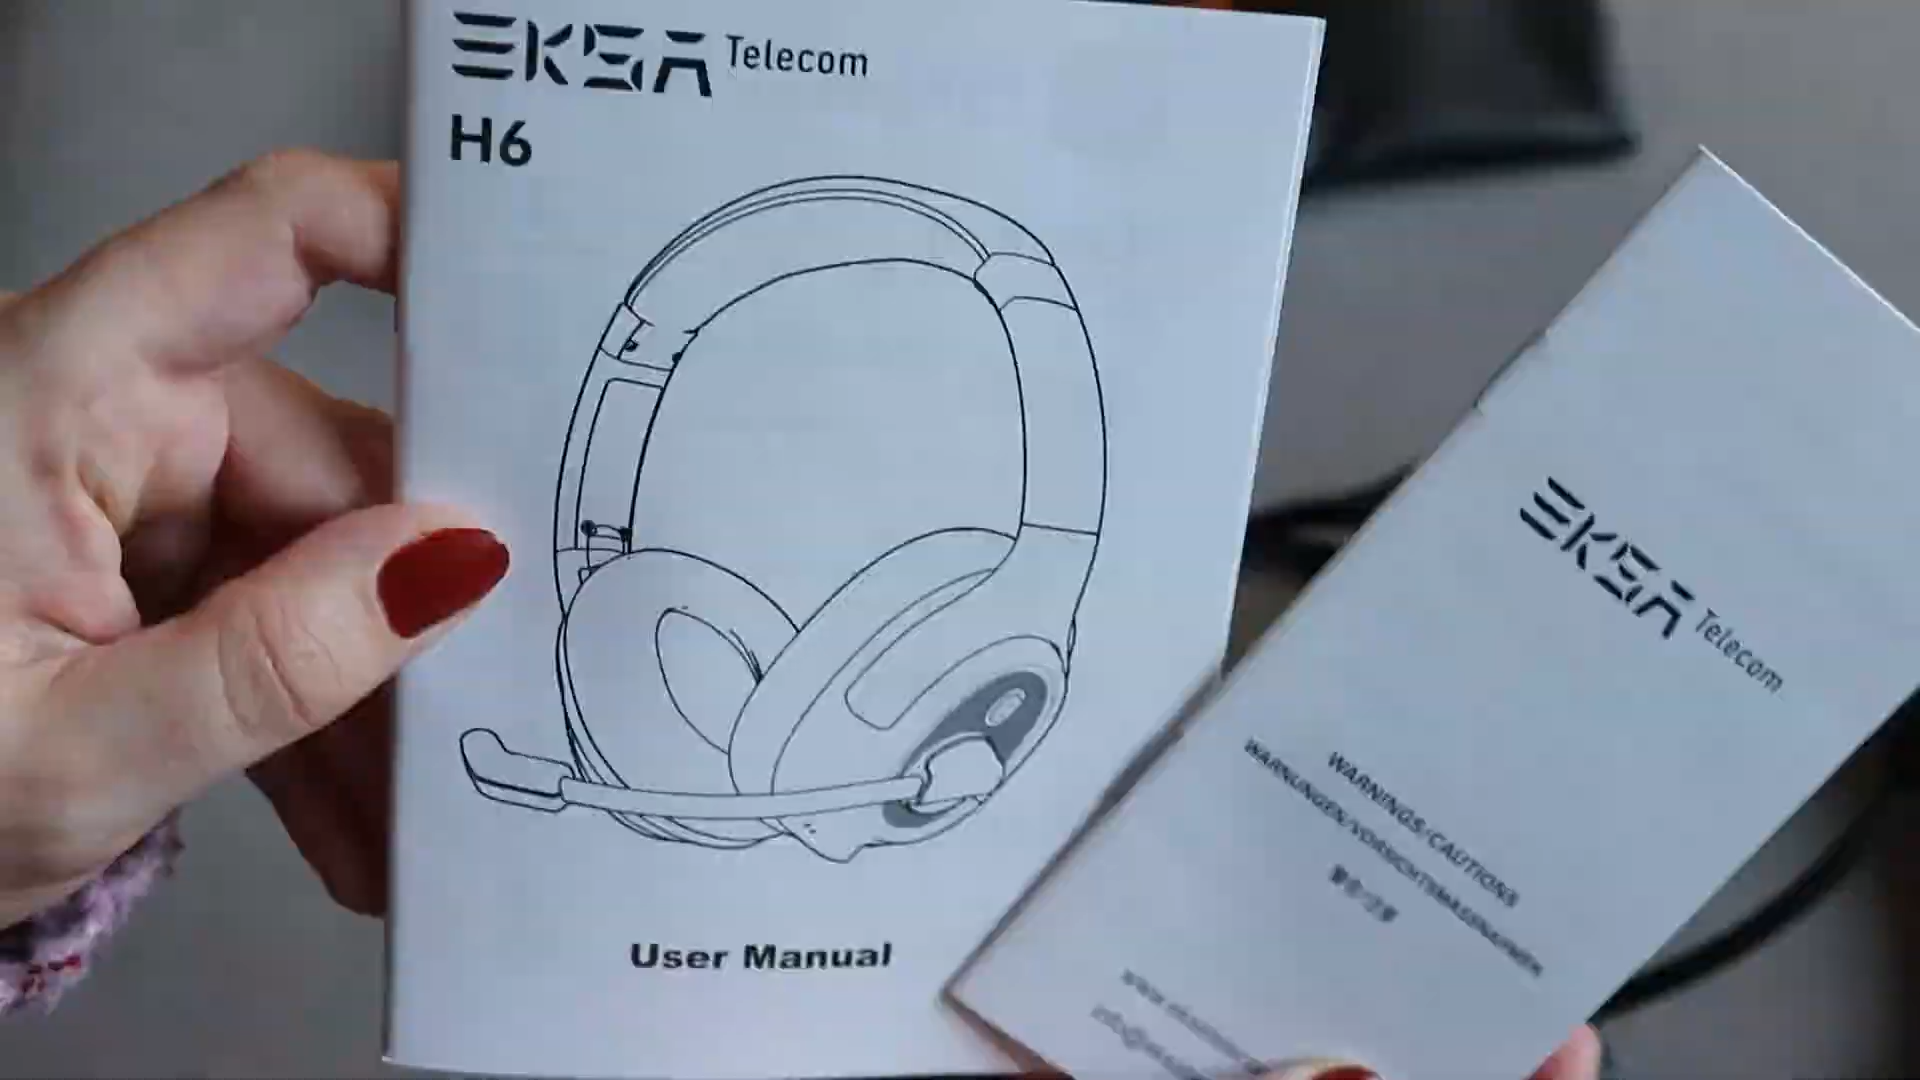 EKSA Telecom
H6
User Manual
EKSA Telecom
WARNINGS/CAUTIONS
WARNUNGEN/VORSICHTSMASSNAHMEN